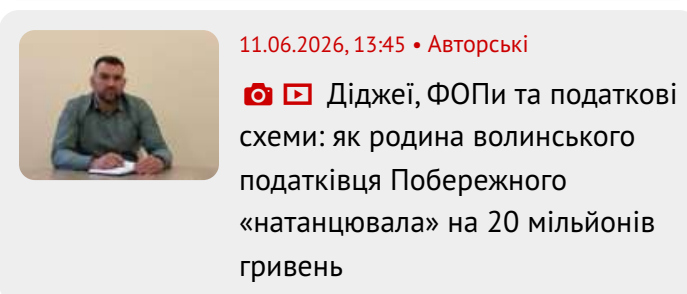 11.06.2026, 13:45 • Авторські
Діджеї, ФОПи та податкові
схеми: як родина волинського
податківця Побережного
«натанцювала» на 20 мільйонів
гривень